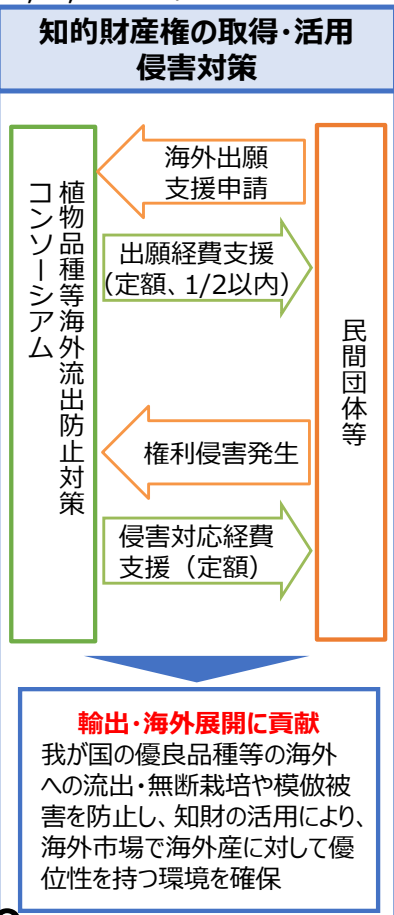 知的財産権の取得・活用
侵害対策
海外出願
支援申請
植物品種等海外流出防止対策
コンソーシアム
出願経費支援
(定額、1/2以内)
民間団体等
権利侵害発生
侵害対応経費
支援（定額）
輸出・海外展開に貢献
我が国の優良品種等の海外
への流出・無断栽培や模倣被
害を防止し、知財の活用により、
海外市場で海外産に対して優
位性を持つ環境を確保